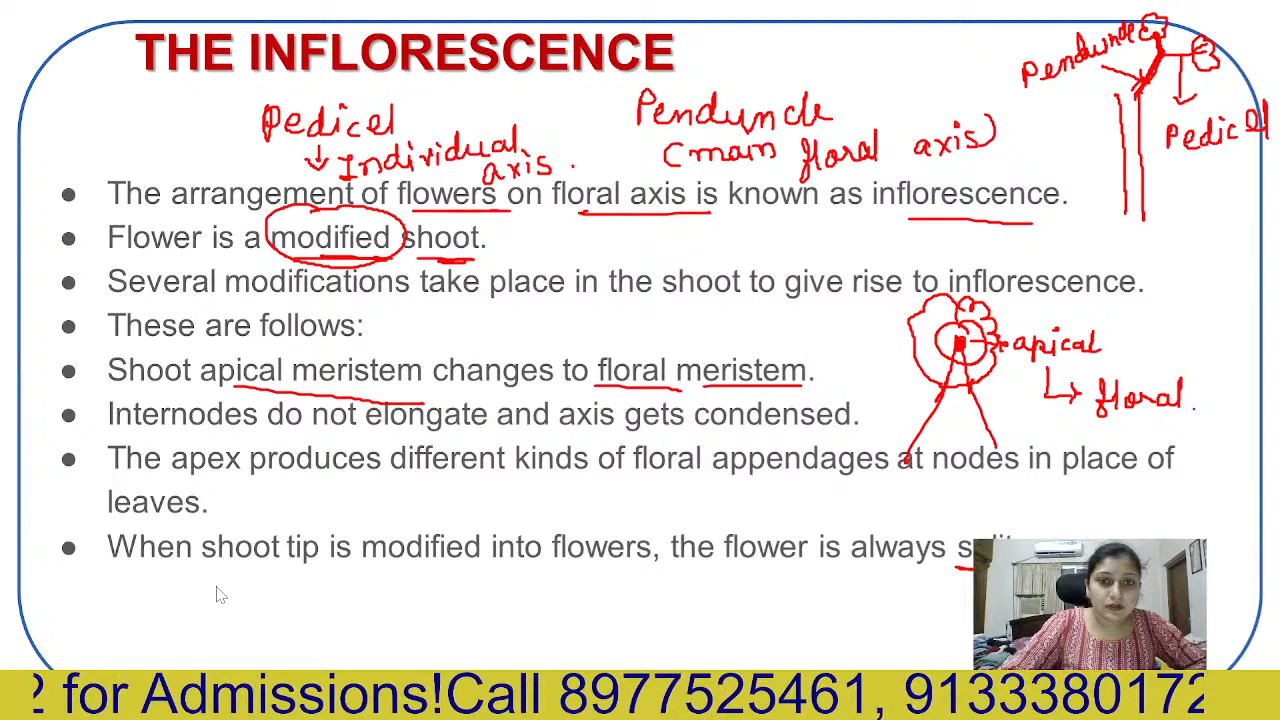 THE INFLORESCENCE
Pedicel
Individual axis.
Pendyncle
(main floral axis)
Penduncle
Pedicel
The arrangement of flowers on floral axis is known as inflorescence.
Flower is a modified shoot.
Several modifications take place in the shoot to give rise to inflorescence.
These are follows:
Shoot apical meristem changes to floral meristem.
apical
floral.
Internodes do not elongate and axis gets condensed.
The apex produces different kinds of floral appendages at nodes in place of
leaves.
When shoot tip is modified into flowers, the flower is always
for Admissions!Call 8977525461, 9133380172